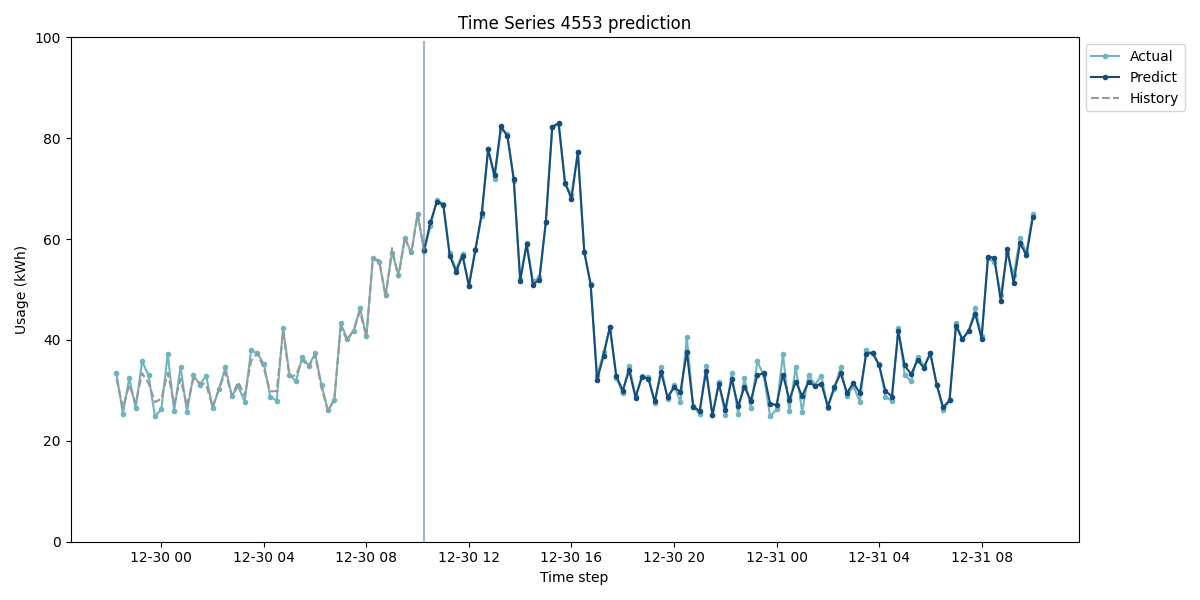 Time Series 4553 prediction
100
80
60
40
20
0
Usage (kWh)
12-30 00
12-30 04
12-30 08
12-30 12
12-30 16
12-30 20
12-31 00
12-31 04
12-31 08
Time step
Actual
Predict
History